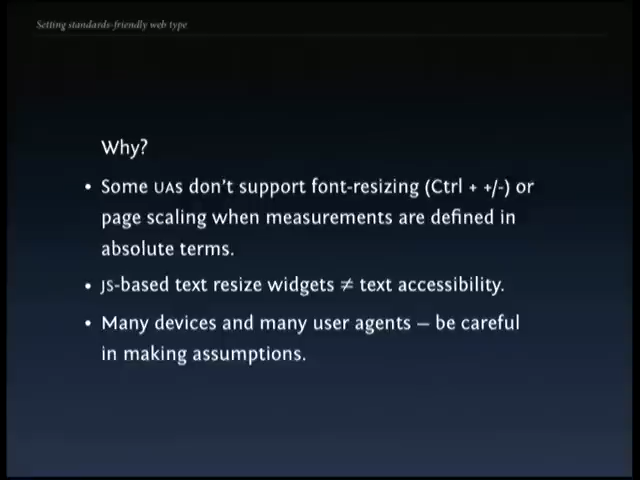 Setting standards-friendly web type
Why?
• Some UAs don't support font-resizing (Ctrl + +/-) or
page scaling when measurements are defined in
absolute terms.
• JS-based text resize widgets ≠ text accessibility.
• Many devices and many user agents – be careful
in making assumptions.